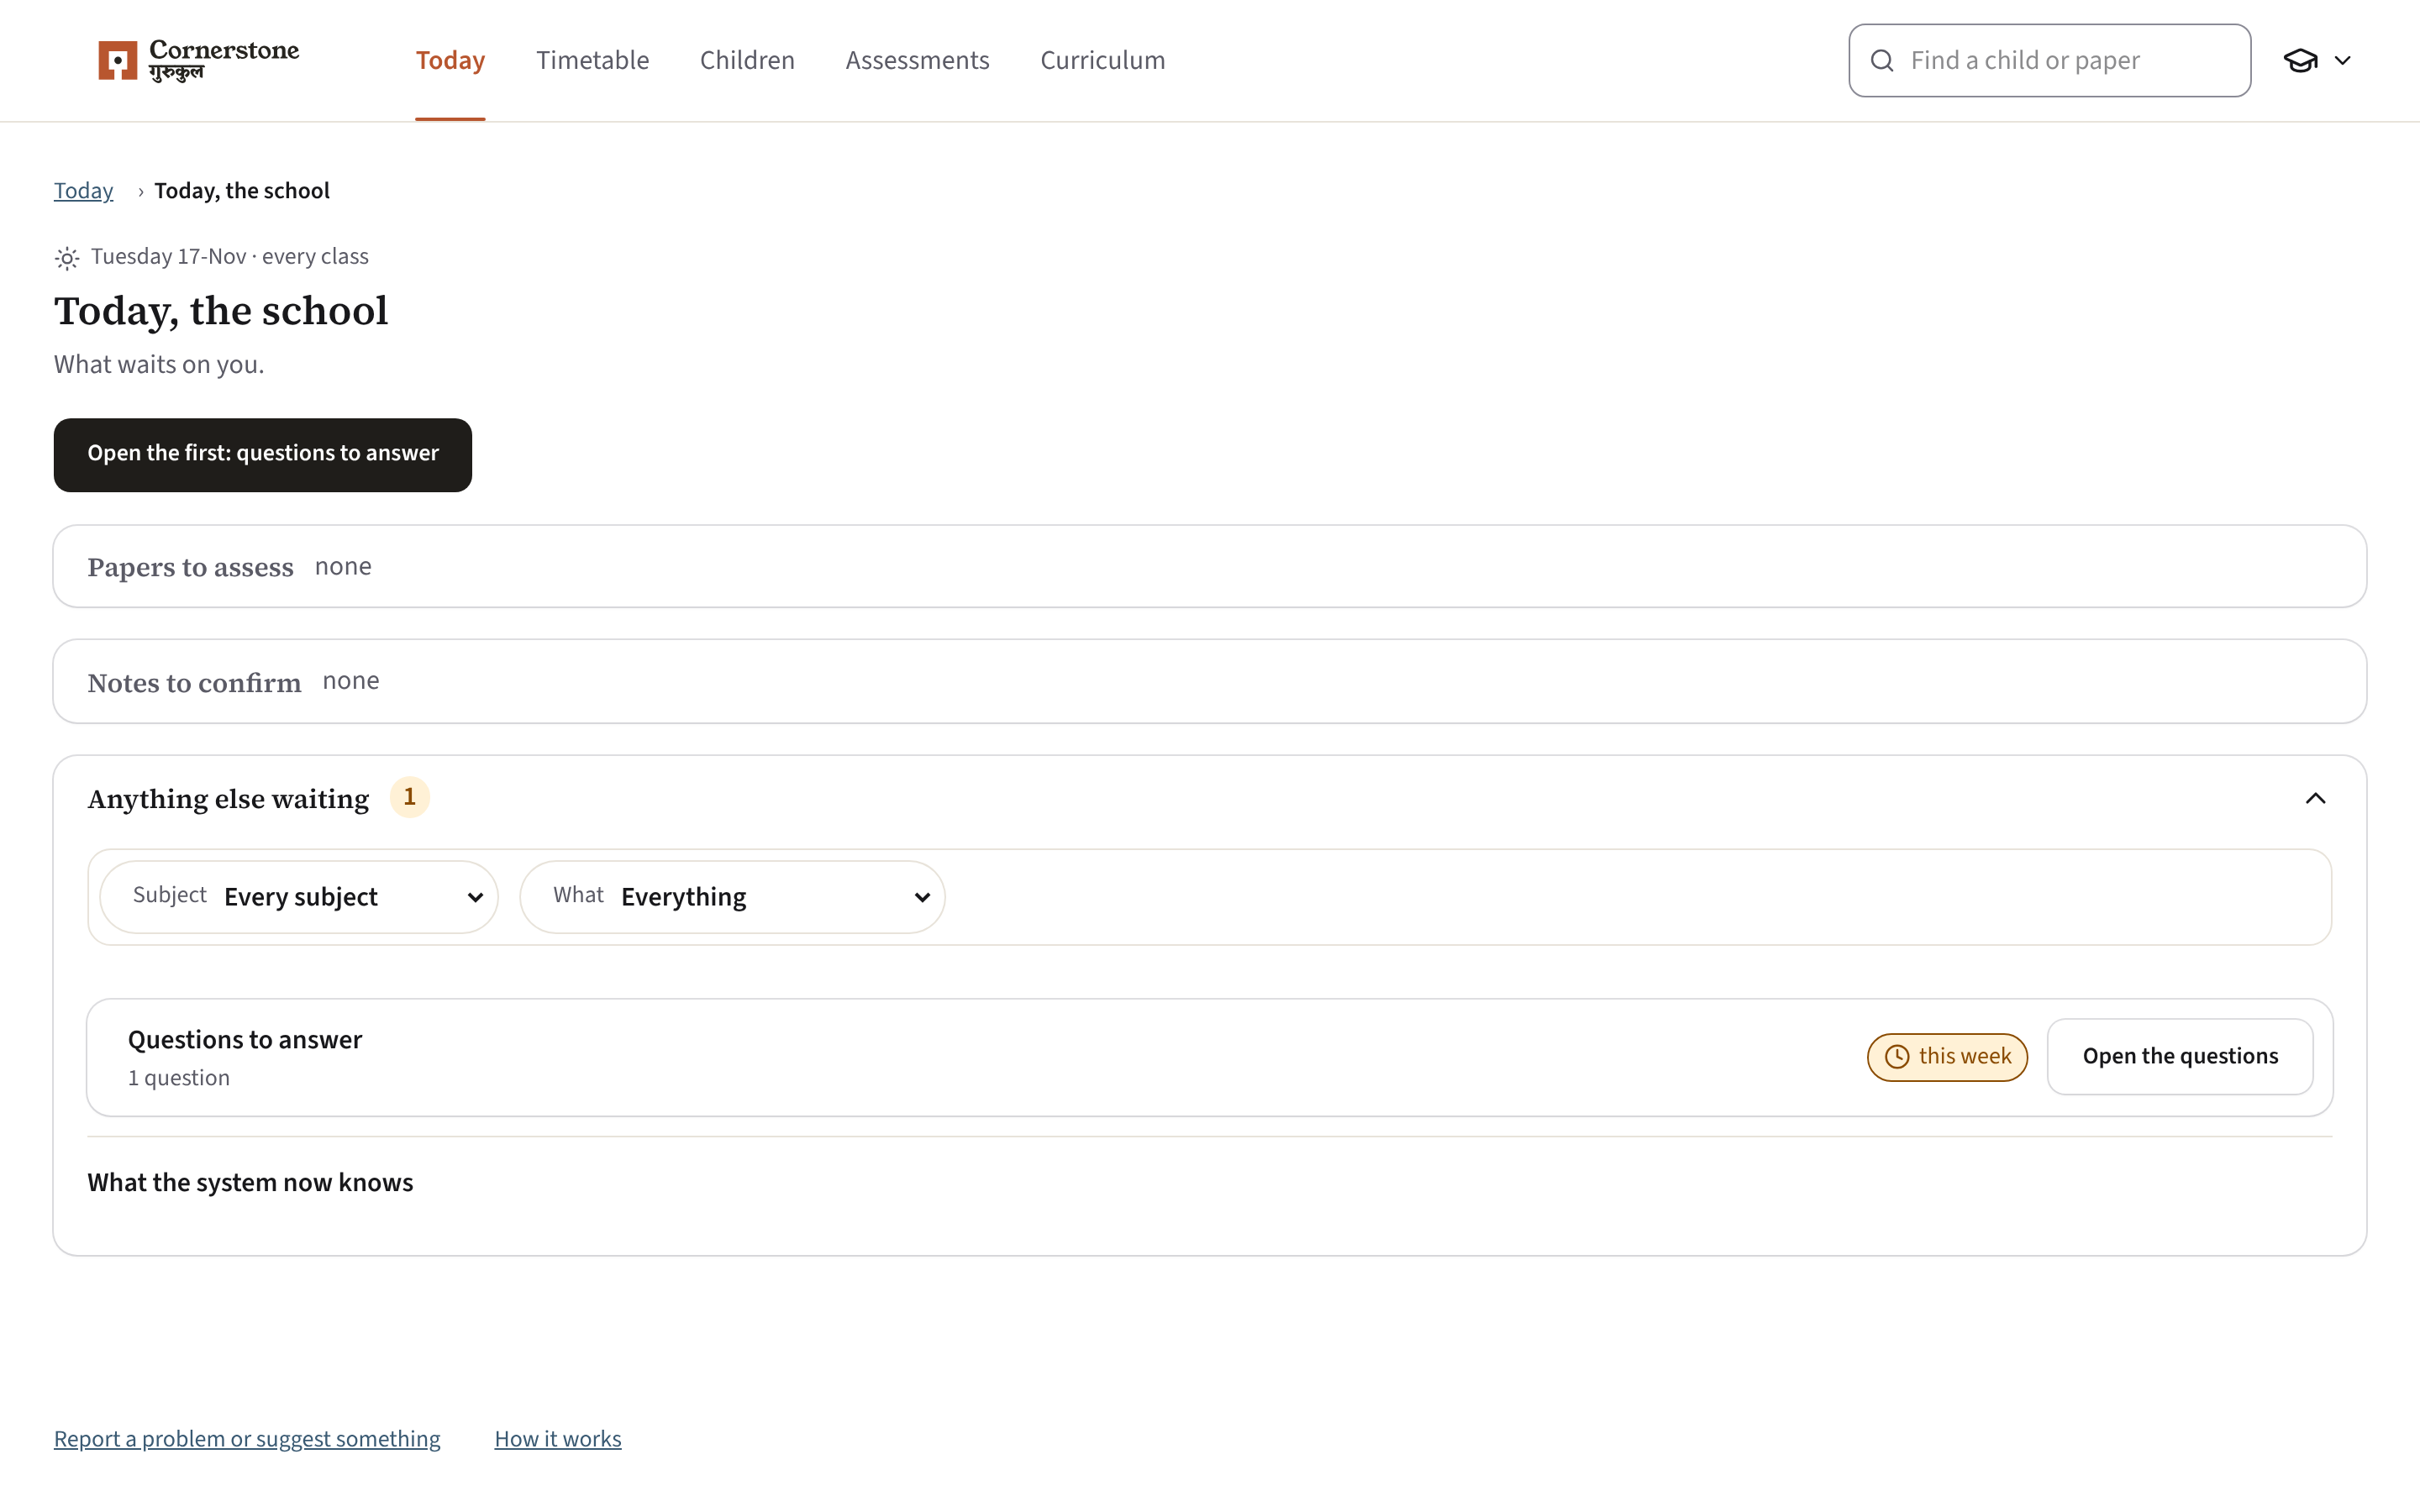 Cornerstone
गुरुकुल
Today
Timetable
Children
Assessments
Curriculum
Find a child or paper
Today › Today, the school
Tuesday 17-Nov · every class
Today, the school
What waits on you.
Open the first: questions to answer
Papers to assess none
Notes to confirm none
Anything else waiting 1
Subject Every subject
What Everything
Questions to answer
1 question
this week
Open the questions
What the system now knows
Report a problem or suggest something
How it works